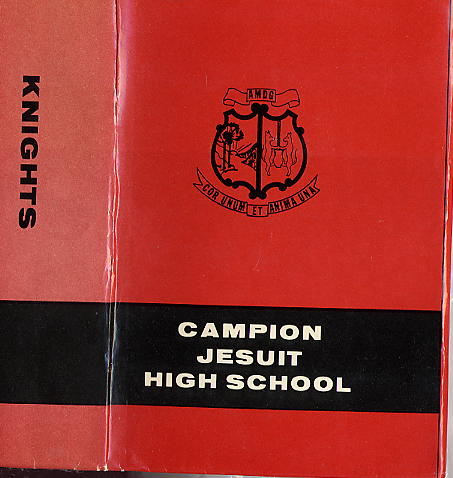 KNIGHTS
AMDG
COR UNUM ET ANIMA UNA
CAMPION
JESUIT
HIGH SCHOOL